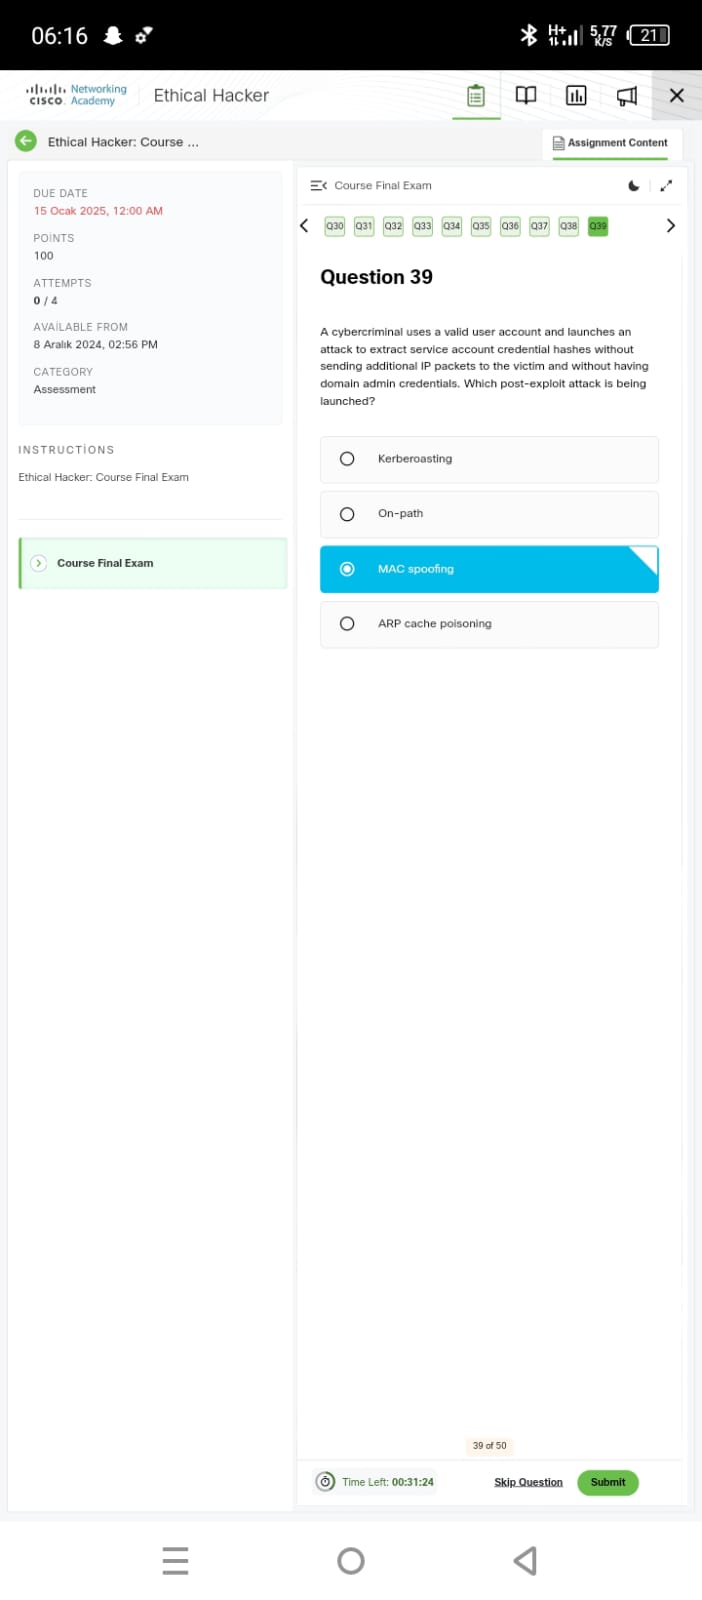 06:16
H+
5,77
K/S
21
Networking
CISCO. Academy
Ethical Hacker
Ethical Hacker: Course ...
Assignment Content
DUE DATE
15 Ocak 2025, 12:00 AM
POİNTS
100
ATTEMPTS
0 / 4
AVAİLABLE FROM
8 Aralık 2024, 02:56 PM
CATEGORY
Assessment
INSTRUCTİONS
Ethical Hacker: Course Final Exam
Course Final Exam
Course Final Exam
Q30 Q31 Q32 Q33 Q34 Q35 Q36 Q37 Q38 Q39
Question 39
A cybercriminal uses a valid user account and launches an
attack to extract service account credential hashes without
sending additional IP packets to the victim and without having
domain admin credentials. Which post-exploit attack is being
launched?
Kerberoasting
On-path
MAC spoofing
ARP cache poisoning
39 of 50
Time Left: 00:31:24
Skip Question
Submit